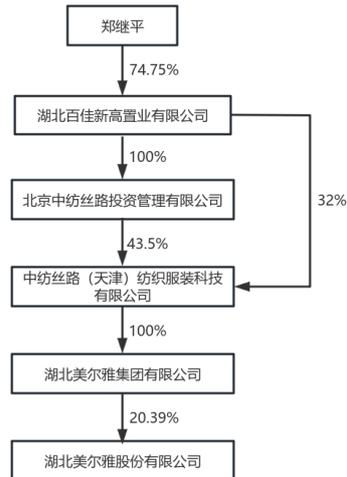 郑继平
74.75%
湖北百佳新高置业有限公司
100%
北京中纺丝路投资管理有限公司
32%
43.5%
中纺丝路（天津）纺织服装科技
有限公司
100%
湖北美尔雅集团有限公司
20.39%
湖北美尔雅股份有限公司